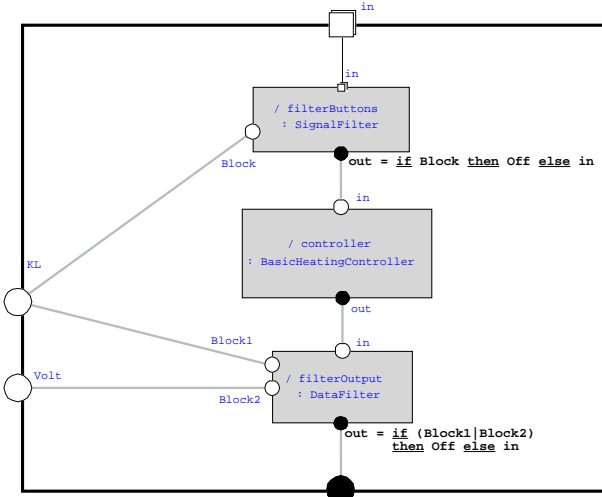 in
in
/ filterButtons
: SignalFilter
Block
out = if Block then Off else in
in
/ controller
: BasicHeatingController
KL
out
Block1
in
Volt
/ filterOutput
: DataFilter
Block2
out = if (Block1|Block2)
then Off else in